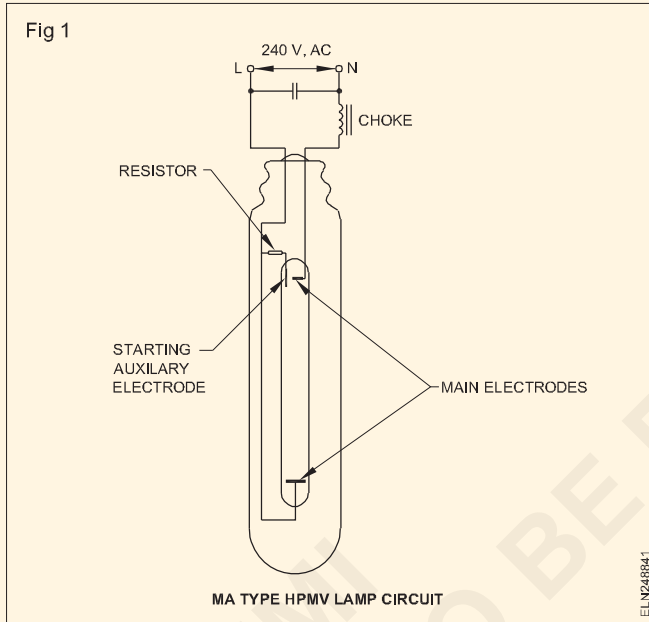 Fig 1
240 V, AC
L
N
CHOKE
RESISTOR
STARTING
AUXILARY
ELECTRODE
MAIN ELECTRODES
MA TYPE HPMV LAMP CIRCUIT
ELN248841